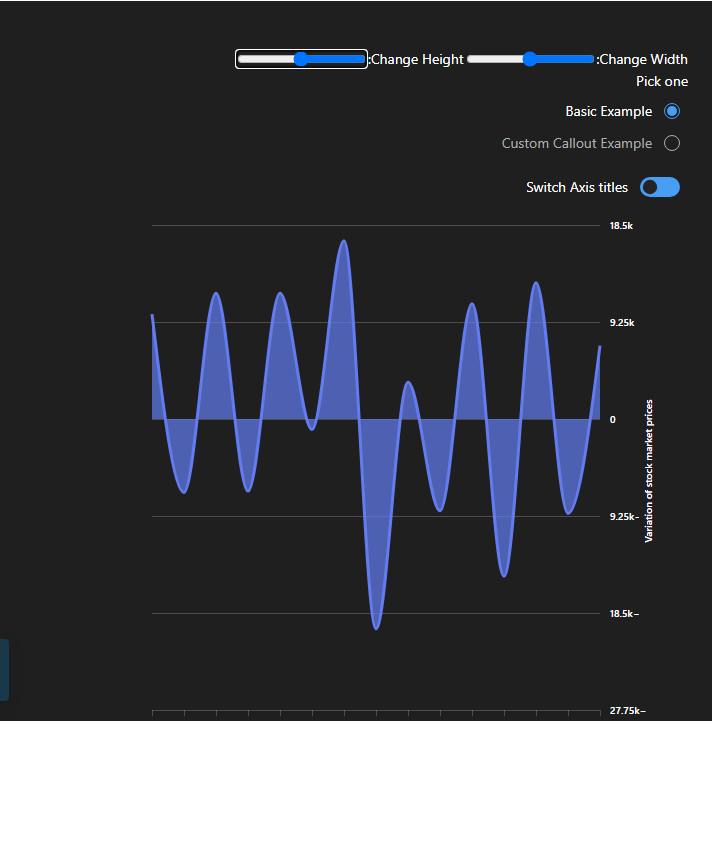 :Change Height :Change Width
Pick one
Basic Example
Custom Callout Example
Switch Axis titles
18.5k
9.25k
0
9.25k−
18.5k−
27.75k−
Variation of stock market prices